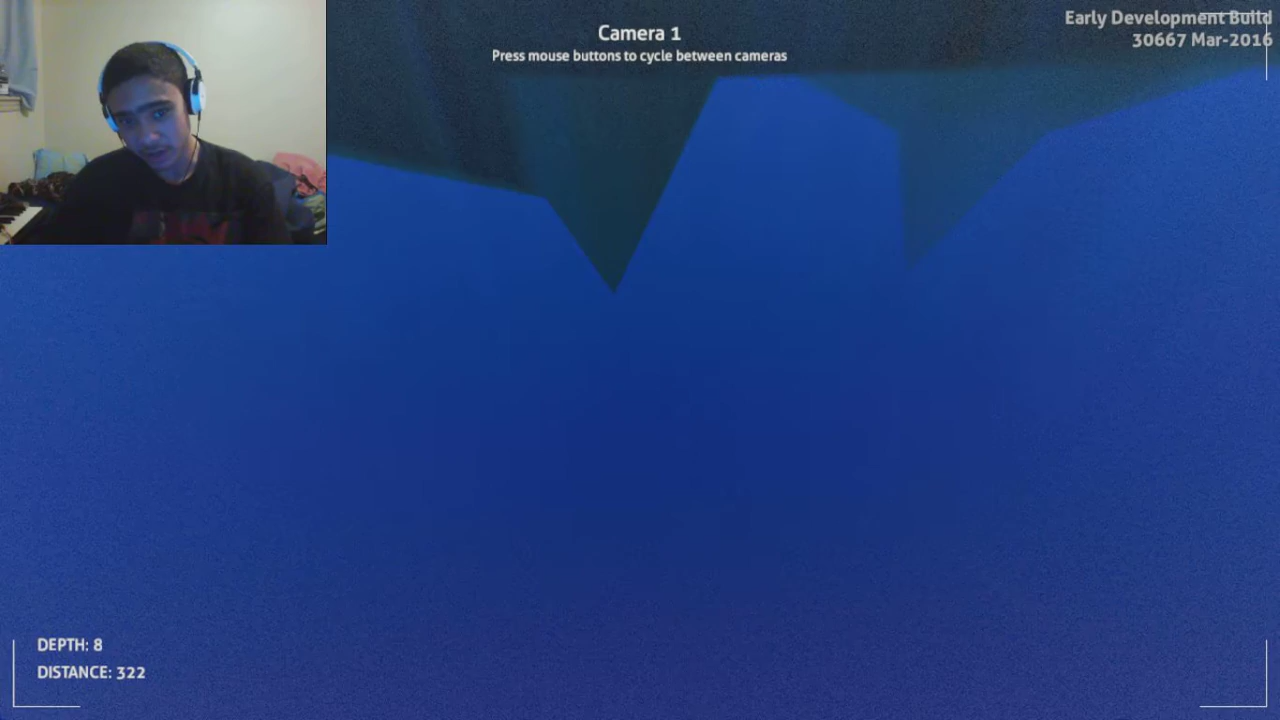 Camera 1
Press mouse buttons to cycle between cameras
Early Development Build
30667 Mar-2016
DEPTH: 8
DISTANCE: 322